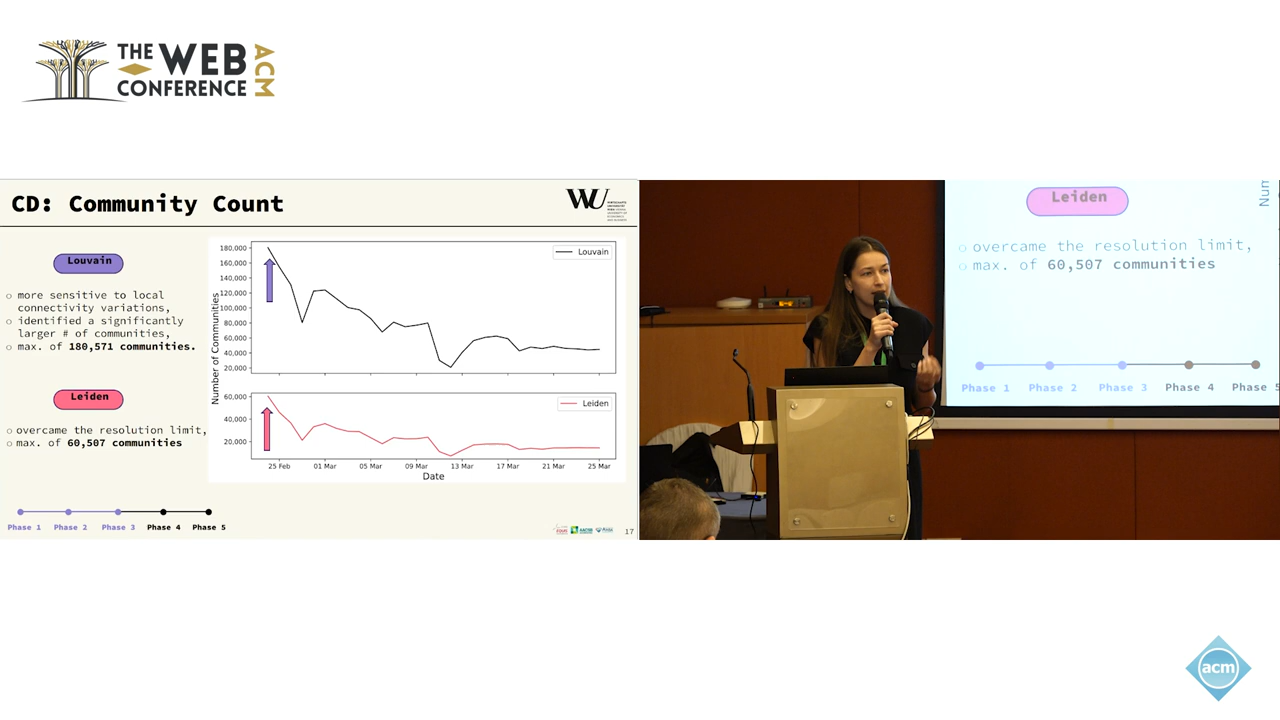 THE WEB
CONFERENCE
ACM
CD: Community Count
WU
Louvain
more sensitive to local
connectivity variations,
identified a significantly
larger # of communities,
max. of 180,571 communities.
Leiden
overcame the resolution limit,
max. of 60,507 communities
Number of Communities
180,000
160,000
140,000
120,000
100,000
80,000
60,000
40,000
20,000
Louvain
60,000
40,000
20,000
Leiden
25 Feb 01 Mar 05 Mar 09 Mar 13 Mar 17 Mar 21 Mar 25 Mar
Date
Phase 1 Phase 2 Phase 3 Phase 4 Phase 5
17
Num
Leiden
overcame the resolution limit,
max. of 60,507 communities
Phase 1 Phase 2 Phase 3 Phase 4 Phase 5
acm